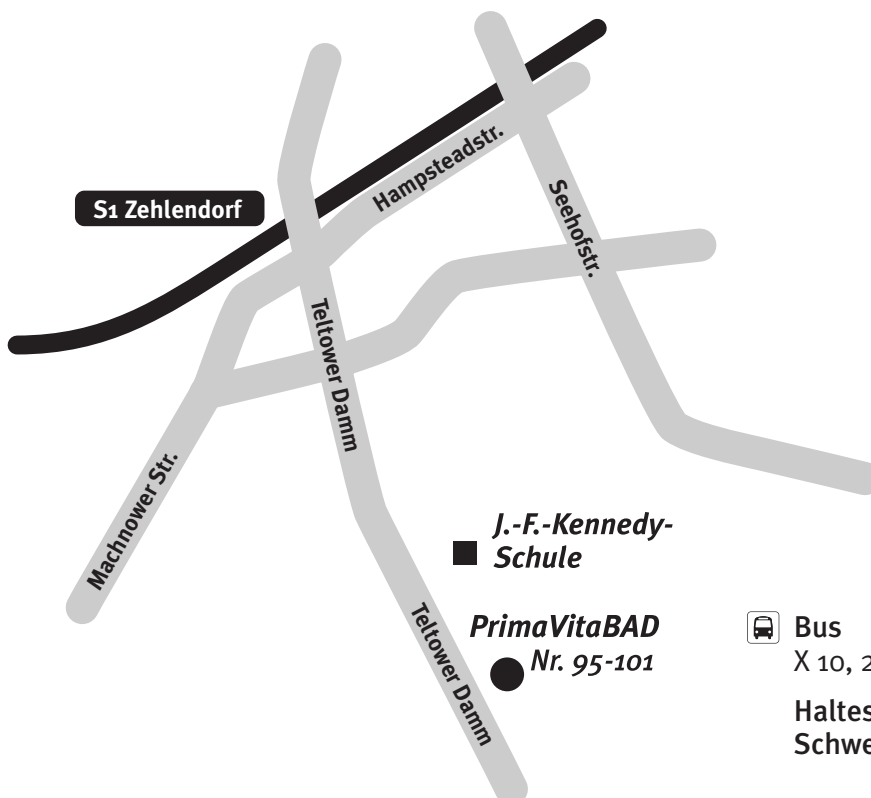 Hampsteadstr.
S1 Zehlendorf
Seehofstr.
Teltower Damm
Machnower Str.
J.-F.-Kennedy-
Schule
PrimaVitaBAD
Nr. 95-101
Teltower Damm
Bus
X 10, 2
Haltes
Schwe